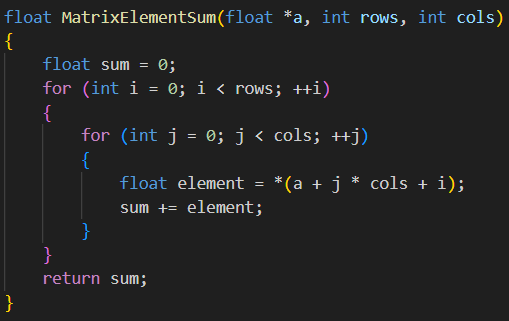 float MatrixElementSum(float *a, int rows, int cols)
{
    float sum = 0;
    for (int i = 0; i < rows; ++i)
    {
        for (int j = 0; j < cols; ++j)
        {
            float element = *(a + j * cols + i);
            sum += element;
        }
    }
    return sum;
}